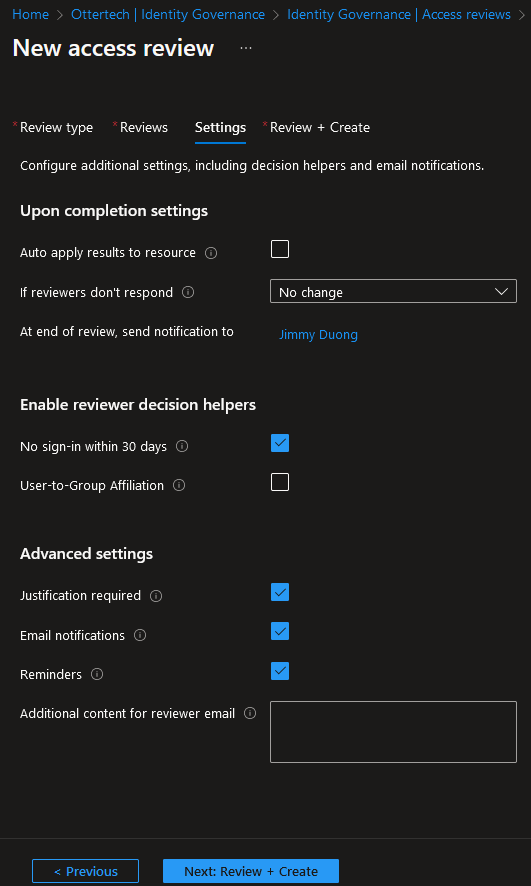 Home > Ottertech | Identity Governance > Identity Governance | Access reviews >
New access review ...
* Review type * Reviews Settings * Review + Create
Configure additional settings, including decision helpers and email notifications.
Upon completion settings
Auto apply results to resource
If reviewers don't respond No change
At end of review, send notification to Jimmy Duong
Enable reviewer decision helpers
No sign-in within 30 days
User-to-Group Affiliation
Advanced settings
Justification required
Email notifications
Reminders
Additional content for reviewer email
< Previous Next: Review + Create